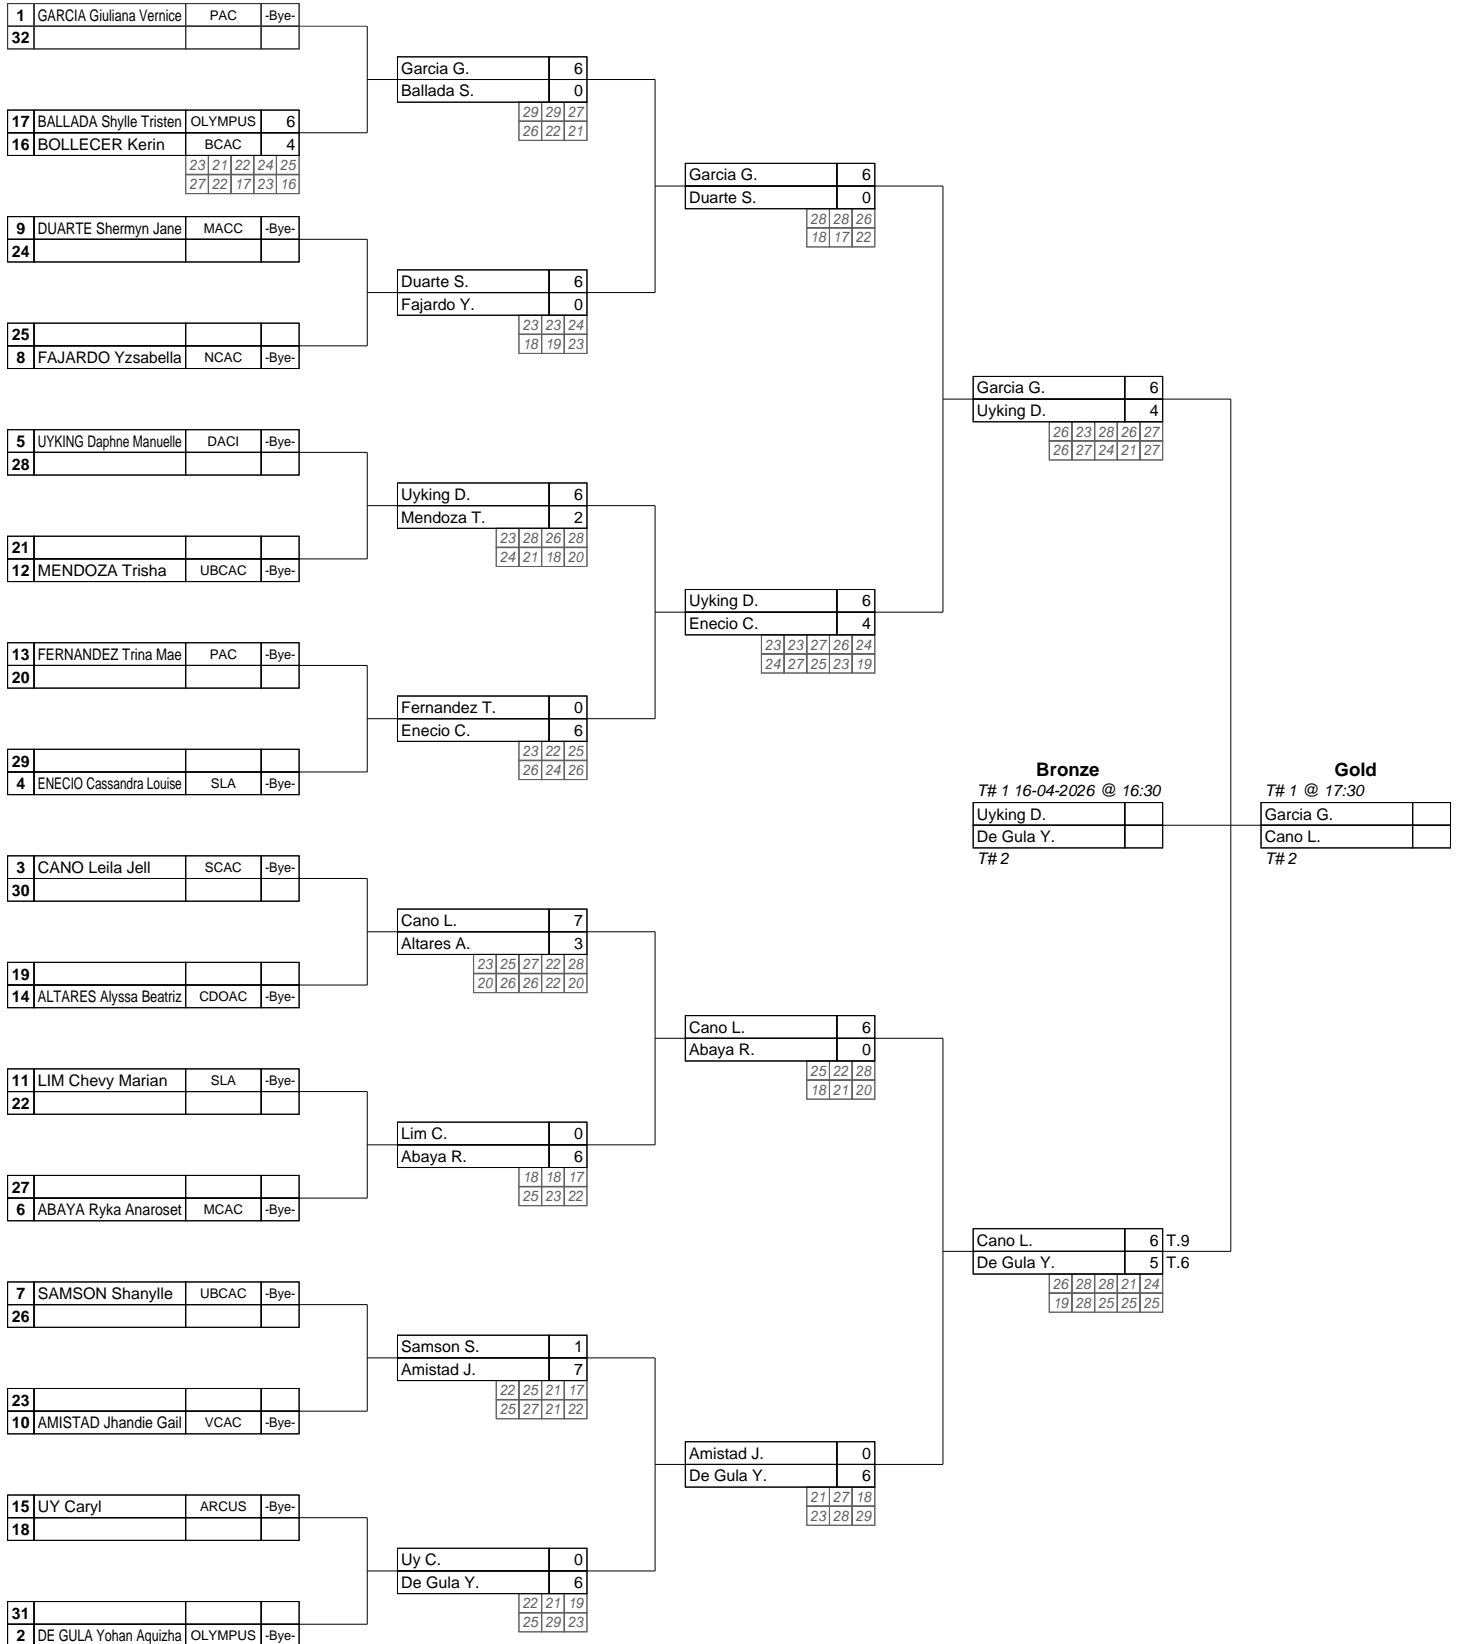 1 GARCIA Giuliana Vernice PAC -Bye-
32
17 BALLADA Shylle Tristen OLYMPUS 6
16 BOLLECER Kerin BCAC 4
23 21 22 24 25
27 22 17 23 16
9 DUARTE Shermyn Jane MACC -Bye-
24
25
8 FAJARDO Yzsabella NCAC -Bye-
5 UYKING Daphne Manuelle DACI -Bye-
28
21
12 MENDOZA Trisha UBCAC -Bye-
13 FERNANDEZ Trina Mae PAC -Bye-
20
29
4 ENECIO Cassandra Louise SLA -Bye-
3 CANO Leila Jell SCAC -Bye-
30
19
14 ALTARES Alyssa Beatriz CDOAC -Bye-
11 LIM Chevy Marian SLA -Bye-
22
27
6 ABAYA Ryka Anaroset MCAC -Bye-
7 SAMSON Shanylle UBCAC -Bye-
26
23
10 AMISTAD Jhandie Gail VCAC -Bye-
15 UY Caryl ARCUS -Bye-
18
31
2 DE GULA Yohan Aquizha OLYMPUS -Bye-
Garcia G. 6
Ballada S. 0
29 29 27
26 22 21
Duarte S. 6
Fajardo Y. 0
23 23 24
18 19 23
Uyking D. 6
Mendoza T. 2
23 28 26 28
24 21 18 20
Fernandez T. 0
Enecio C. 6
23 22 25
26 24 26
Cano L. 7
Altares A. 3
23 25 27 22 28
20 26 26 22 20
Lim C. 0
Abaya R. 6
18 18 17
25 23 22
Samson S. 1
Amistad J. 7
22 25 21 17
25 27 21 22
Uy C. 0
De Gula Y. 6
22 21 19
25 29 23
Garcia G. 6
Duarte S. 0
28 28 26
18 17 22
Uyking D. 6
Enecio C. 4
23 23 27 26 24
24 27 25 23 19
Cano L. 6
Abaya R. 0
25 22 28
18 21 20
Amistad J. 0
De Gula Y. 6
21 27 18
23 28 29
Garcia G. 6
Uyking D. 4
26 23 28 26 27
26 27 24 21 27
Cano L. 6 T.9
De Gula Y. 5 T.6
26 28 28 21 24
19 28 25 25 25
Bronze
T# 1 16-04-2026 @ 16:30
Uyking D.
De Gula Y.
T# 2
Gold
T# 1 @ 17:30
Garcia G.
Cano L.
T# 2